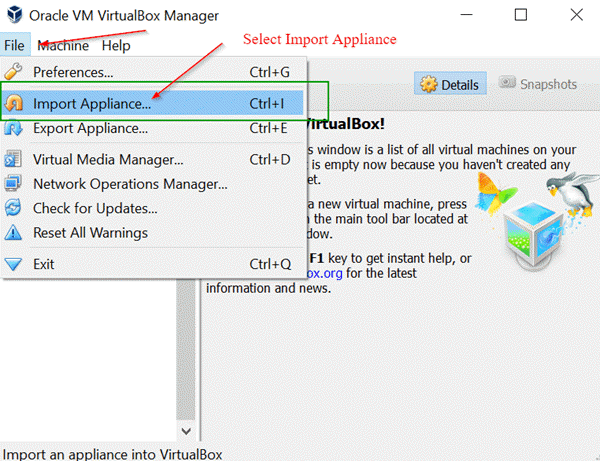 Oracle VM VirtualBox Manager
File Machine Help
Select Import Appliance
Preferences... Ctrl+G
Import Appliance... Ctrl+I
Export Appliance... Ctrl+E
Virtual Media Manager... Ctrl+D
Network Operations Manager...
Check for Updates...
Reset All Warnings
Exit Ctrl+Q
Details Snapshots
VirtualBox!
window is a list of all virtual machines on your
is empty now because you haven't created any
a new virtual machine, press
the main tool bar located at
F1 key to get instant help, or
for the latest
information and news.
Import an appliance into VirtualBox